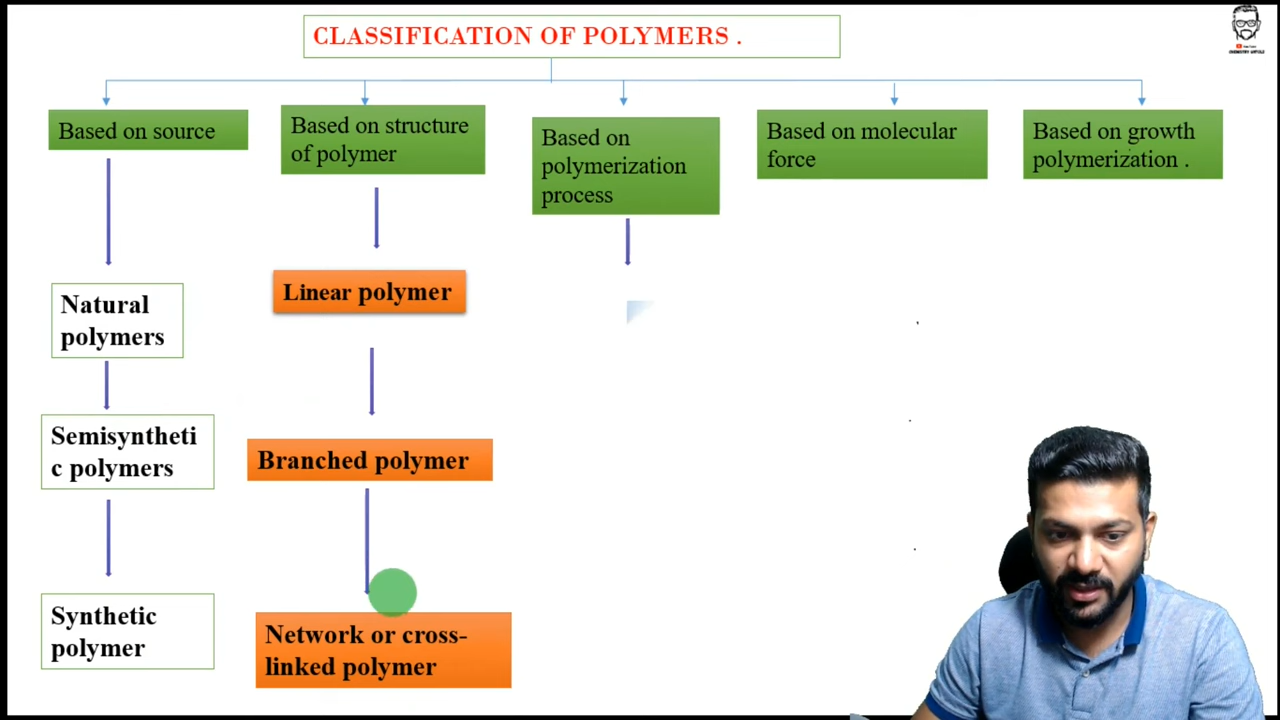 CLASSIFICATION OF POLYMERS .
Based on source
Based on structure
of polymer
Based on
polymerization
process
Based on molecular
force
Based on growth
polymerization .
Natural
polymers
Semisyntheti
c polymers
Synthetic
polymer
Linear polymer
Branched polymer
Network or cross-
linked polymer